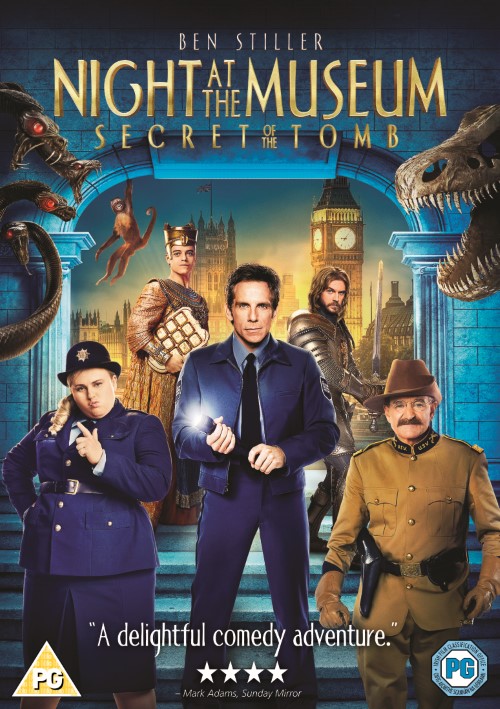 BEN STILLER
NIGHT AT THE MUSEUM
SECRET OF THE TOMB
"A delightful comedy adventure."
– Mark Adams, Sunday Mirror
PG
PG